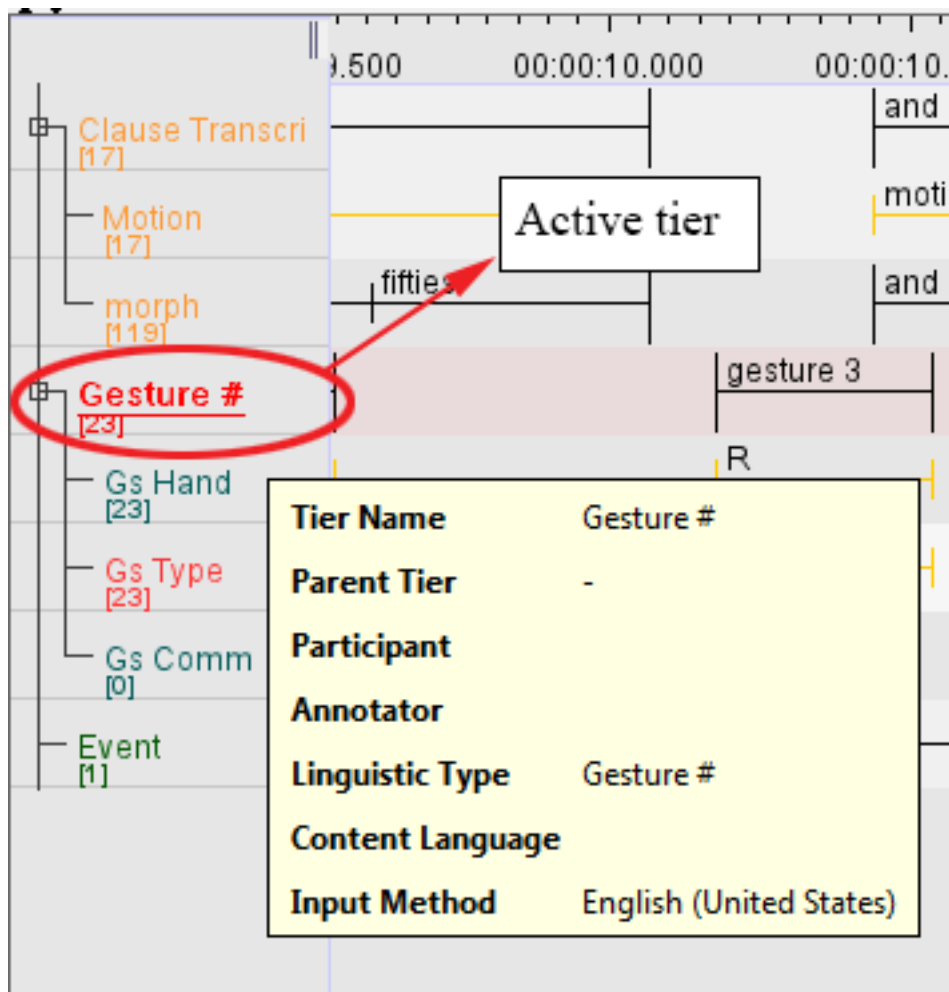 9.500 00:00:10.000 00:00:10.
Clause Transcri and
[17]
Motion moti
[17]
Active tier
morph fifties and
[119]
Gesture # gesture 3
[23]
Gs Hand R
[23]
Tier Name Gesture #
Gs Type
[23]
Parent Tier -
Participant
Gs Comm
[0]
Annotator
Event
[1]
Linguistic Type Gesture #
Content Language
Input Method English (United States)